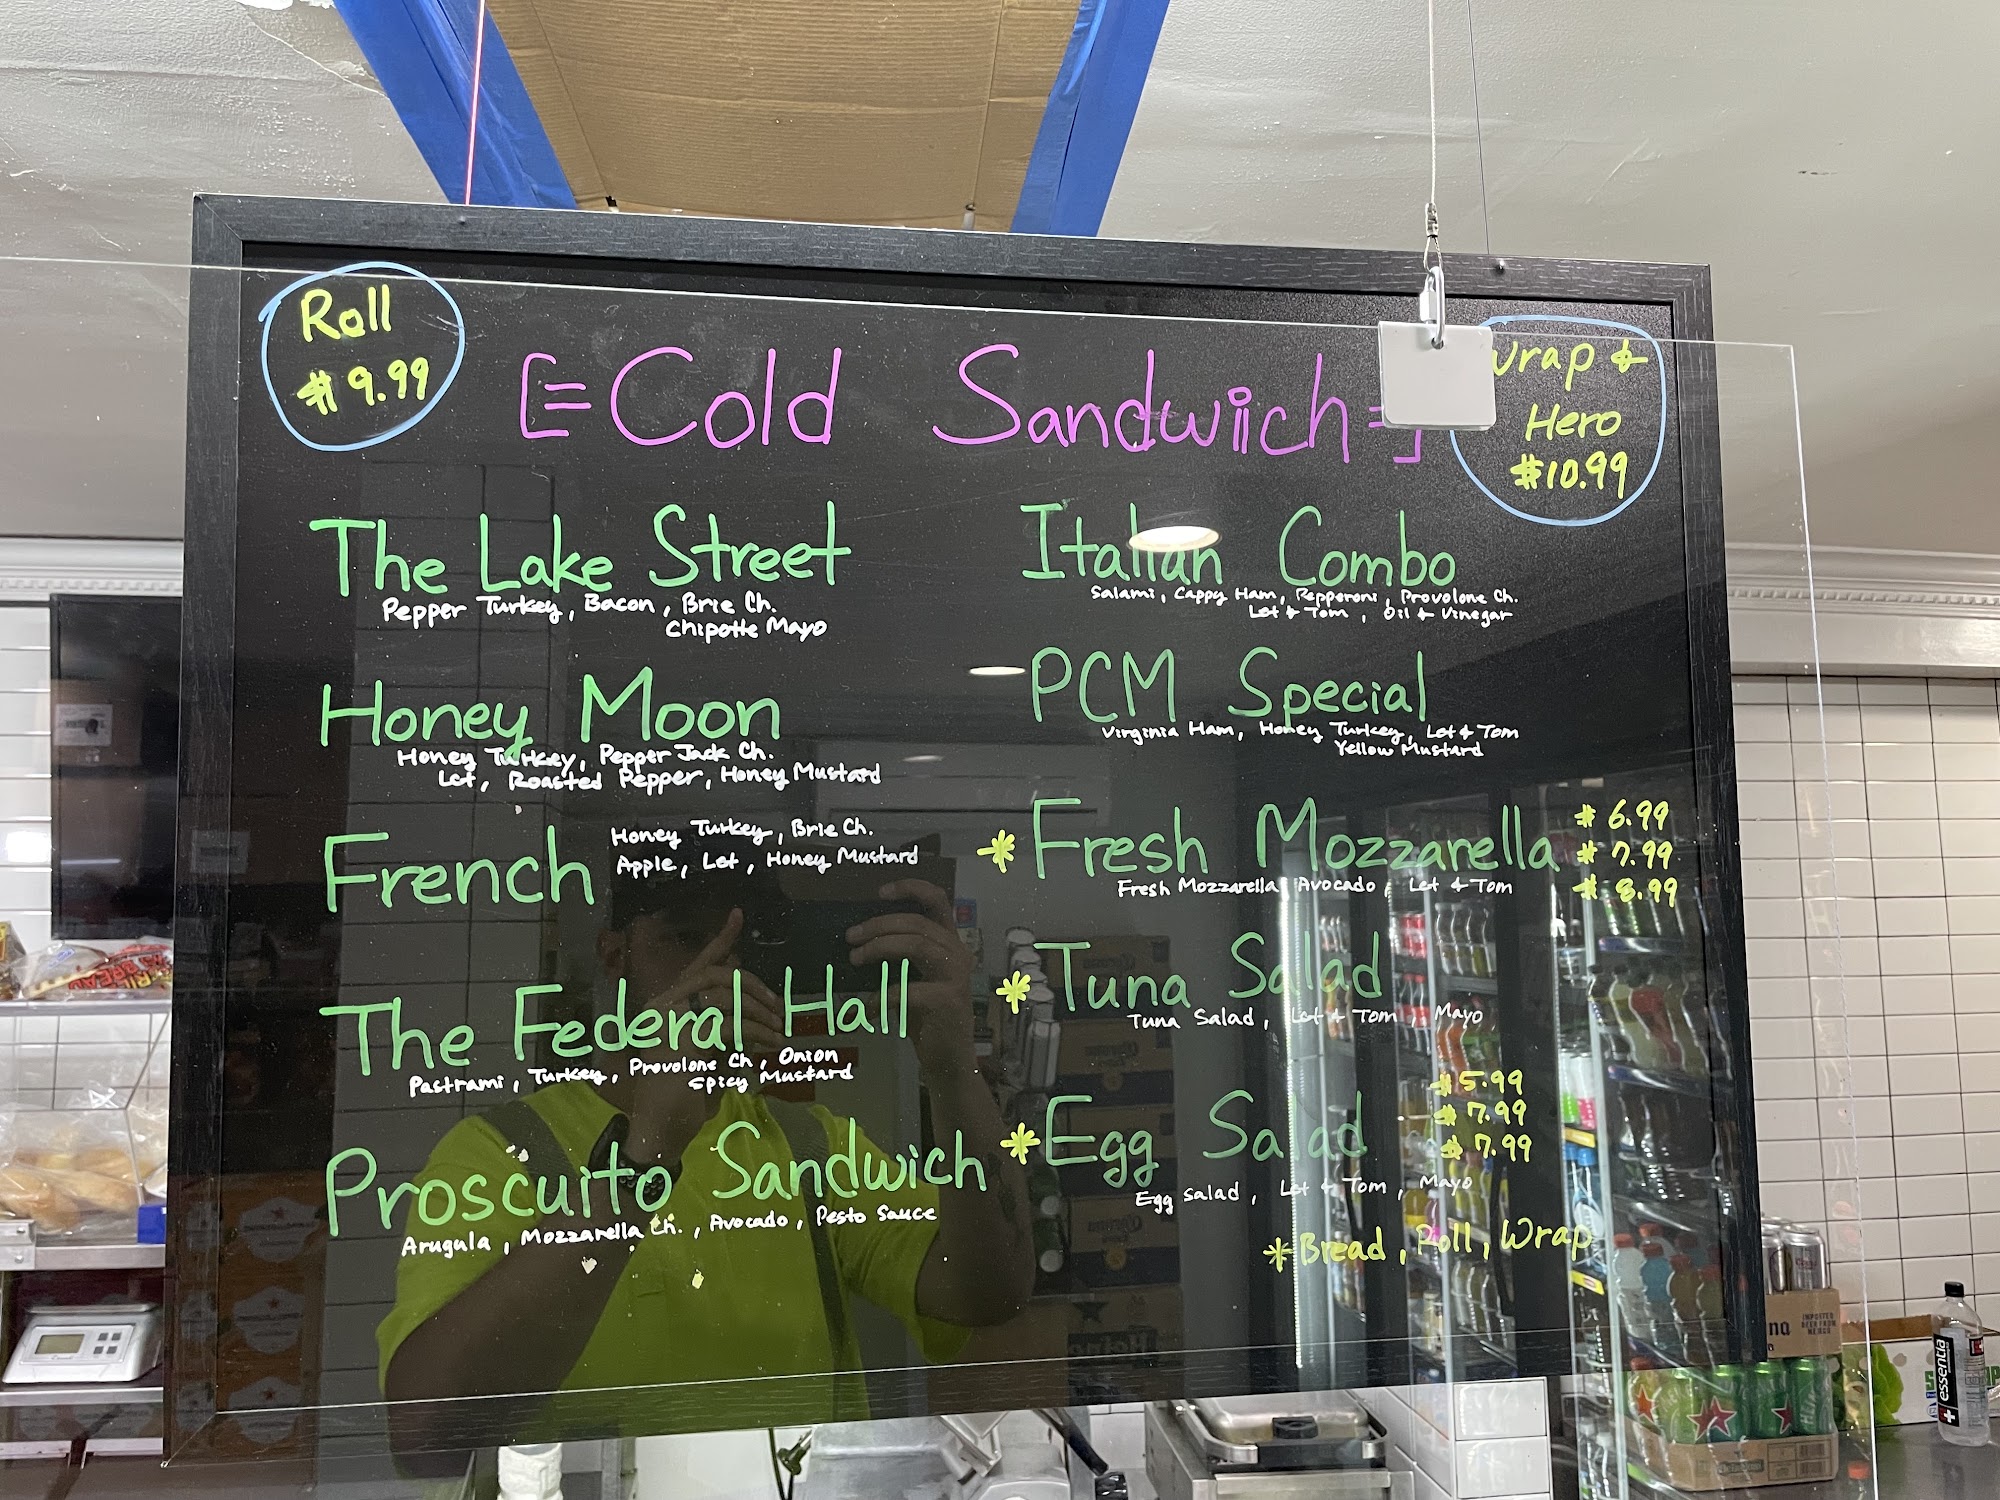 Roll
$9.99
[=Cold Sandwiich=]
wrap &
Hero
$10.99
The Lake Street
Pepper Turkey, Bacon, Brie Ch.
Chipotle Mayo
Honey Moon
Honey Turkey, Pepper Jack Ch.
Let, Roasted Pepper, Honey Mustard
French
Honey Turkey, Brie Ch.
Apple, Let, Honey Mustard
The Federal Hall
Pastrami, Turkey, Provolone Ch, Onion
Spicy Mustard
Proscuito Sandwich
Arugula, Mozzarella Ch., Avocado, Pesto Sauce
Italian Combo
Salami, Cappy Ham, Pepperoni, Provolone Ch.
Let & Tom, Oil & Vinegar
PCM Special
Virginia Ham, Honey Turkey, Let & Tom
Yellow Mustard
* Fresh Mozzarella
$6.99
$7.99
$8.99
Fresh Mozzarella, Avocado, Let & Tom
* Tuna Salad
Tuna Salad, Let & Tom, Mayo
* Egg Salad
$5.99
$7.99
$7.99
Egg Salad, Let & Tom, Mayo
* Bread, Roll, Wrap
essentia
IMPORTED
BEER FROM
MEXICO